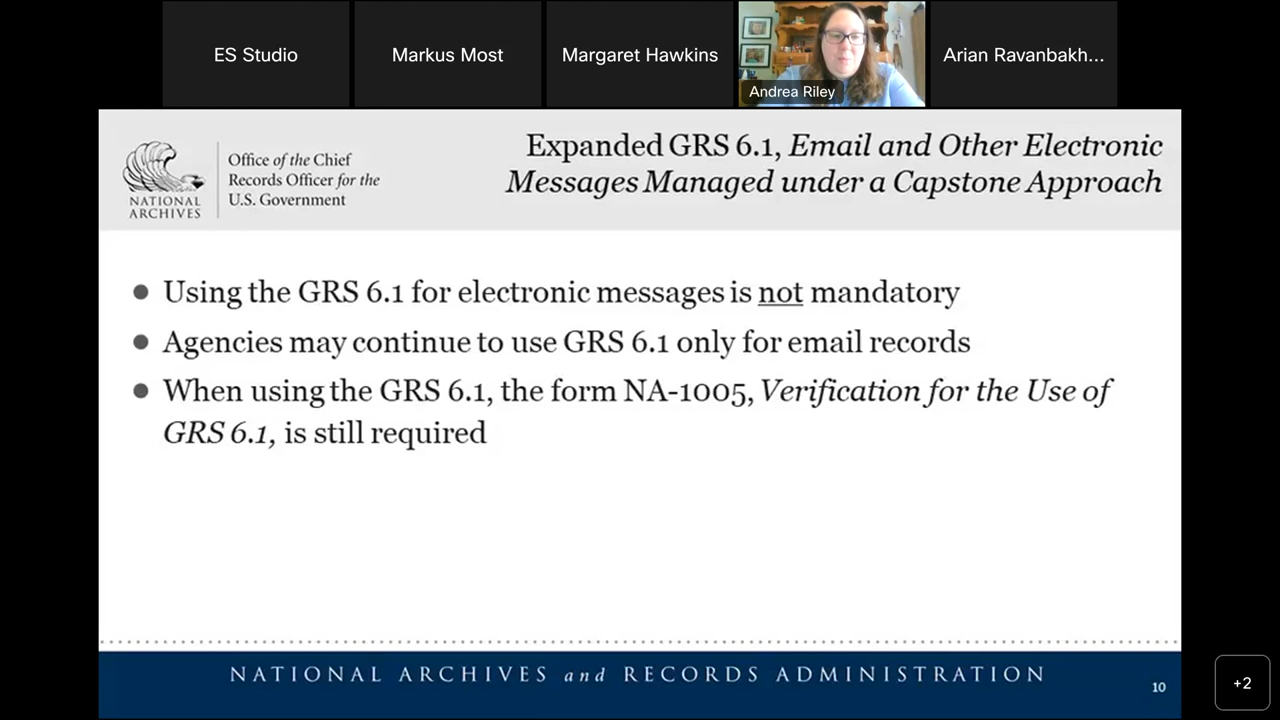 ES Studio
Markus Most
Margaret Hawkins
Andrea Riley
Arian Ravanbakh...
NATIONAL
ARCHIVES
Office of the Chief
Records Officer for the
U.S. Government
Expanded GRS 6.1, Email and Other Electronic
Messages Managed under a Capstone Approach
● Using the GRS 6.1 for electronic messages is not mandatory
● Agencies may continue to use GRS 6.1 only for email records
● When using the GRS 6.1, the form NA-1005, Verification for the Use of
GRS 6.1, is still required
NATIONAL ARCHIVES and RECORDS ADMINISTRATION
10
+2